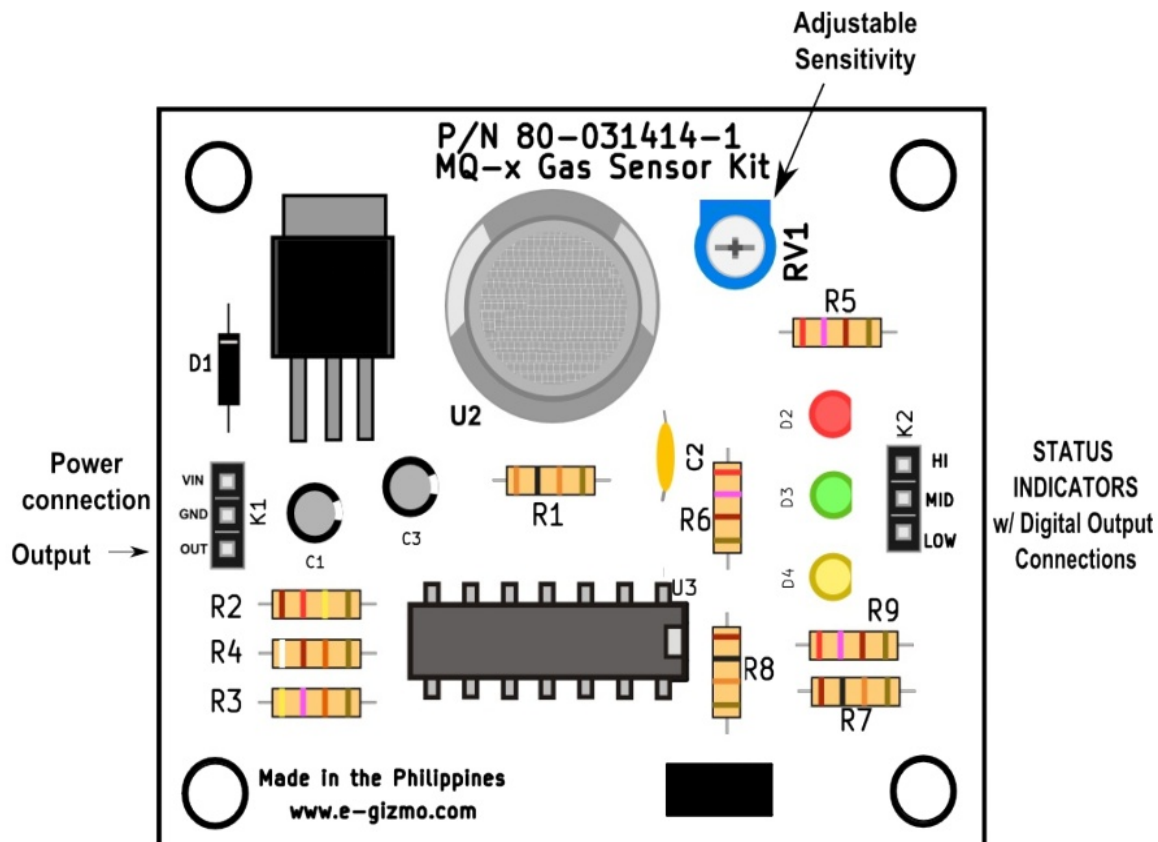 Adjustable
Sensitivity
P/N 80-031414-1
MQ-x Gas Sensor Kit
RV1
R5
D1
U2
D2
K2
HI
MID
LOW
C2
D3
R6
D4
Power
connection
Output
VIN
GND
OUT
K1
C1
C3
R1
STATUS
INDICATORS
w/ Digital Output
Connections
U3
R2
R4
R3
R8
R9
R7
Made in the Philippines
www.e-gizmo.com